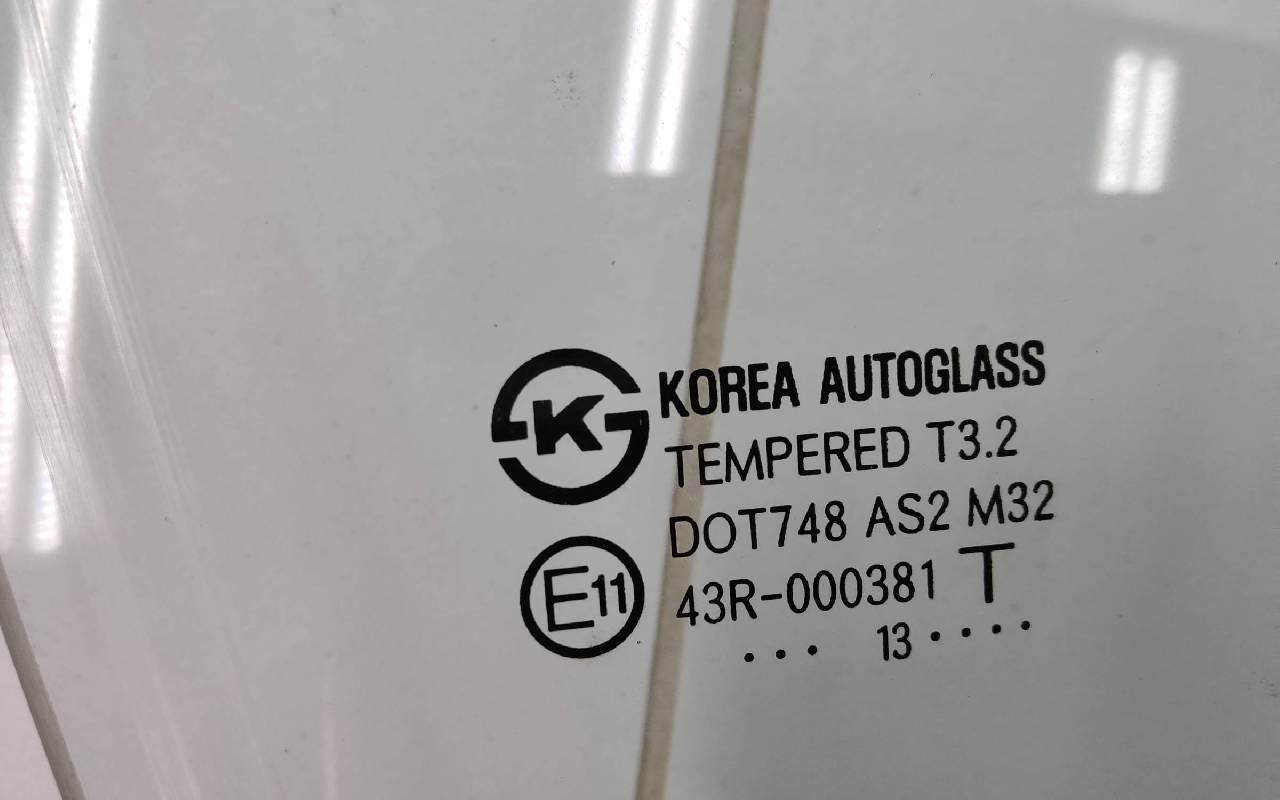 K
KOREA AUTOGLASS
TEMPERED T3.2
DOT748 AS2 M32
E11
43R-000381 T
... 13 ....